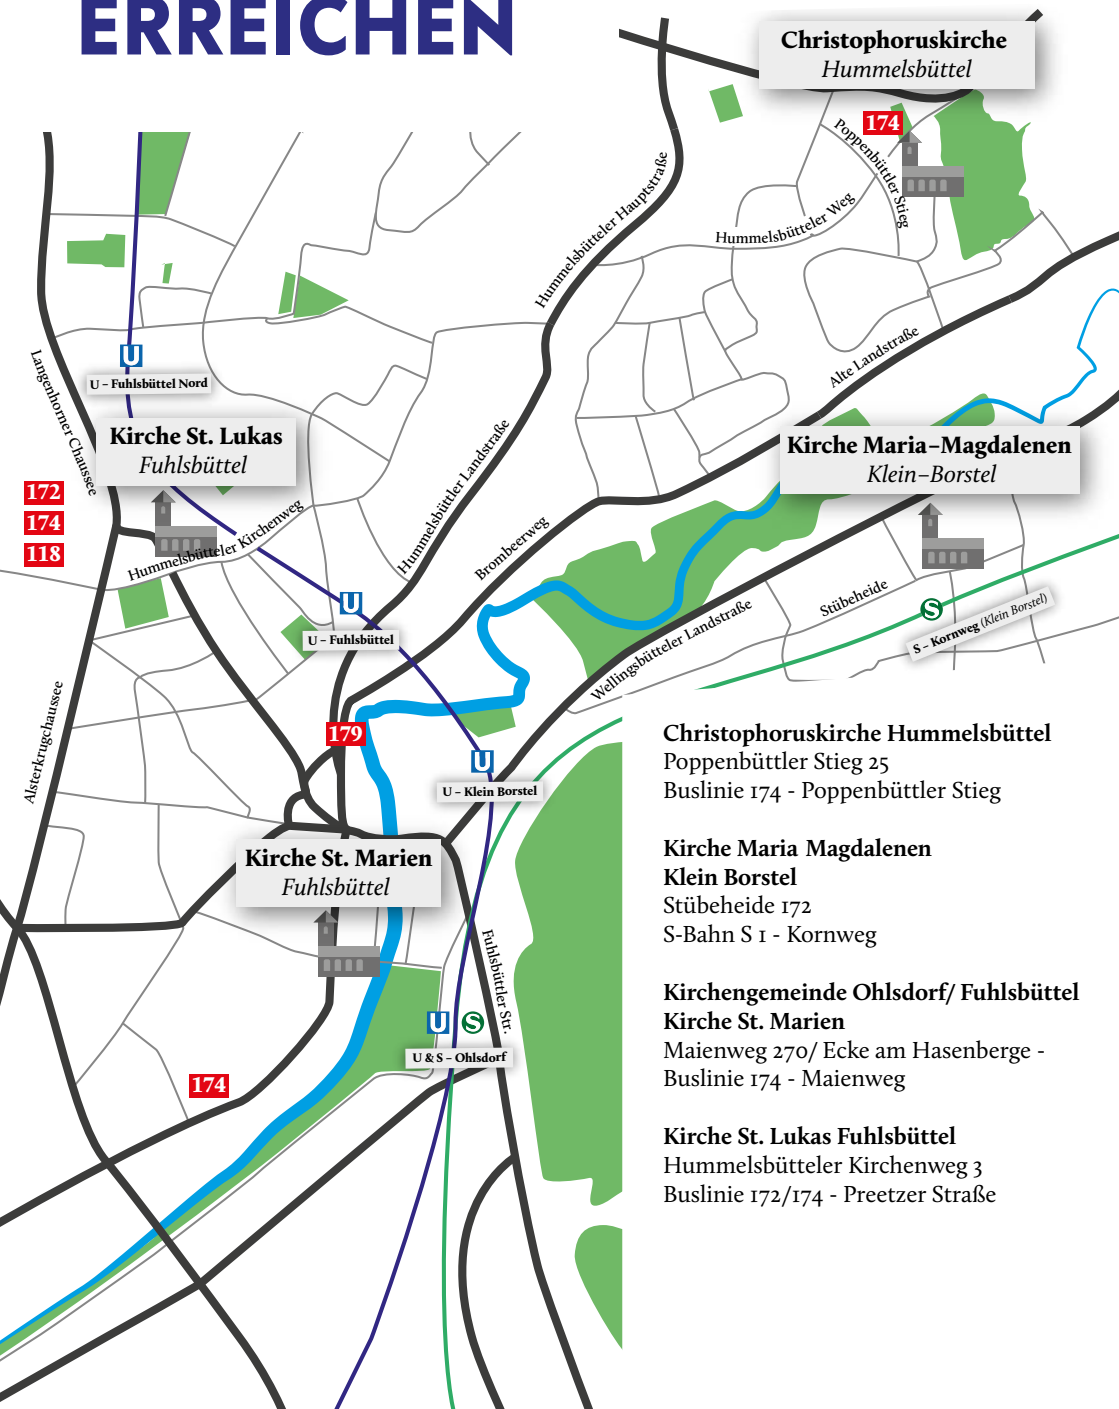 ERREICHEN
Christophoruskirche
Hummelsbüttel
174
Poppenbüttler Stieg
Hummelsbütteler Hauptstraße
Hummelsbütteler Weg
U – Fuhlsbüttel Nord
U
Langenhorner Chaussee
Kirche St. Lukas
Fuhlsbüttel
172
174
118
Hummelsbütteler Kirchenweg
Hummelsbüttler Landstraße
Brombeerweg
Alte Landstraße
Kirche Maria–Magdalenen
Klein–Borstel
U
U – Fuhlsbüttel
Wellingsbütteler Landstraße
Stübeheide
S
S – Kornweg (Klein Borstel)
Alsterkrugchaussee
179
U
U – Klein Borstel
Kirche St. Marien
Fuhlsbüttel
Fuhlsbüttler Str.
U S
U & S – Ohlsdorf
174
Christophoruskirche Hummelsbüttel
Poppenbüttler Stieg 25
Buslinie 174 - Poppenbüttler Stieg
Kirche Maria Magdalenen
Klein Borstel
Stübeheide 172
S-Bahn S 1 - Kornweg
Kirchengemeinde Ohlsdorf/ Fuhlsbüttel
Kirche St. Marien
Maienweg 270/ Ecke am Hasenberge -
Buslinie 174 - Maienweg
Kirche St. Lukas Fuhlsbüttel
Hummelsbütteler Kirchenweg 3
Buslinie 172/174 - Preetzer Straße